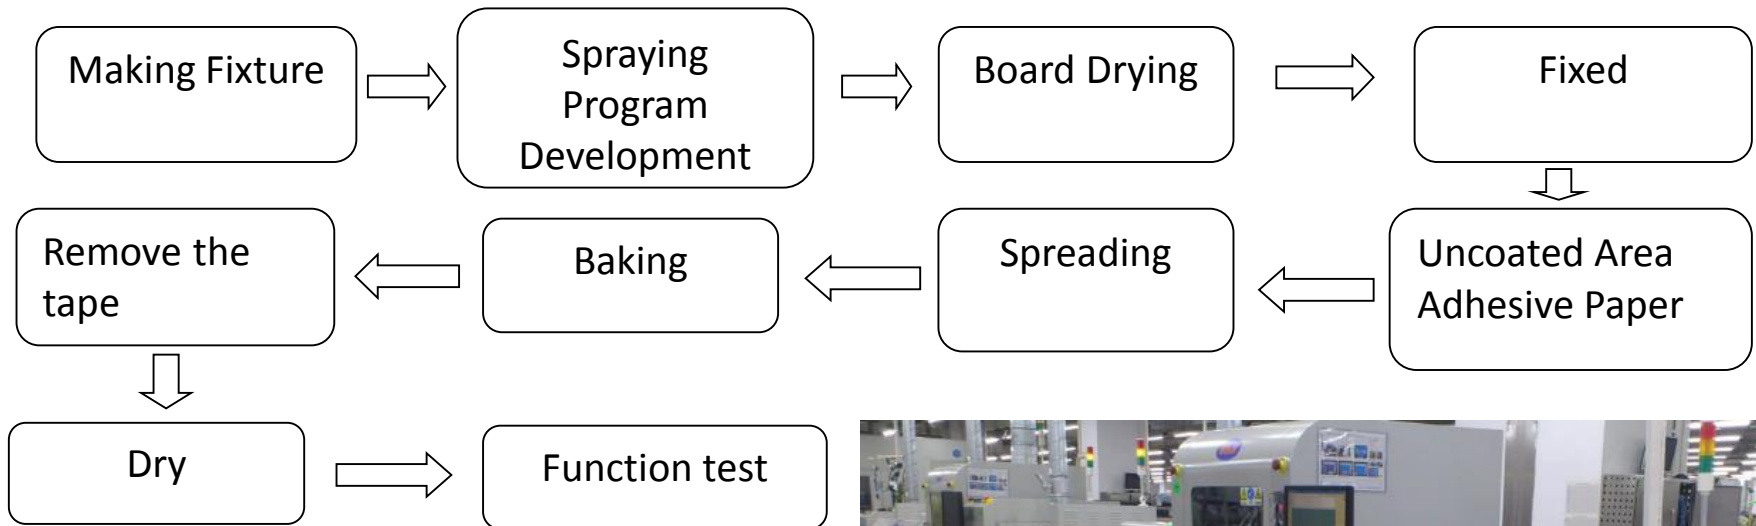 Making Fixture
Spraying
Program
Development
Board Drying
Fixed
Uncoated Area
Adhesive Paper
Spreading
Baking
Remove the
tape
Dry
Function test